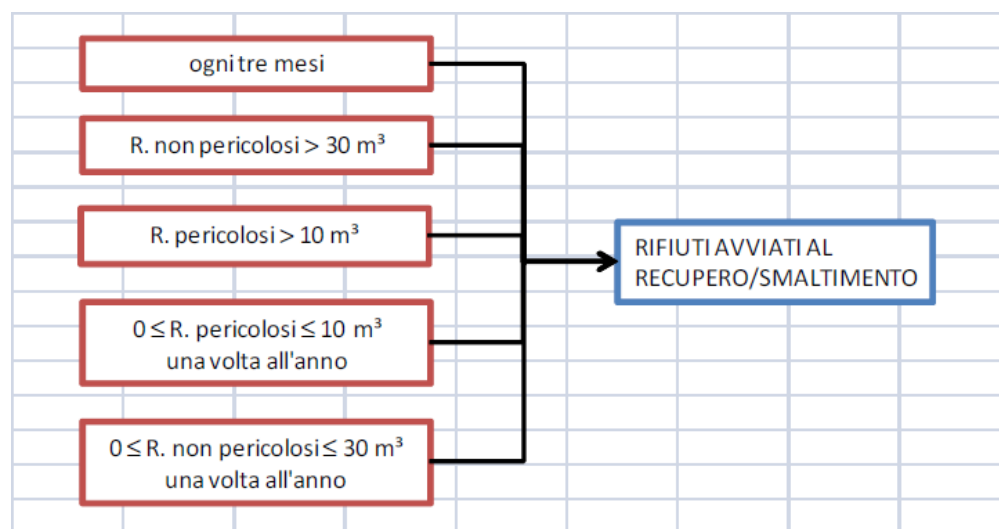 ogni tre mesi
R. non pericolosi > 30 m³
R. pericolosi > 10 m³
RIFIUTI AVVIATI AL
RECUPERO/SMALTIMENTO
0 ≤ R. pericolosi ≤ 10 m³
una volta all'anno
0 ≤ R. non pericolosi ≤ 30 m³
una volta all'anno